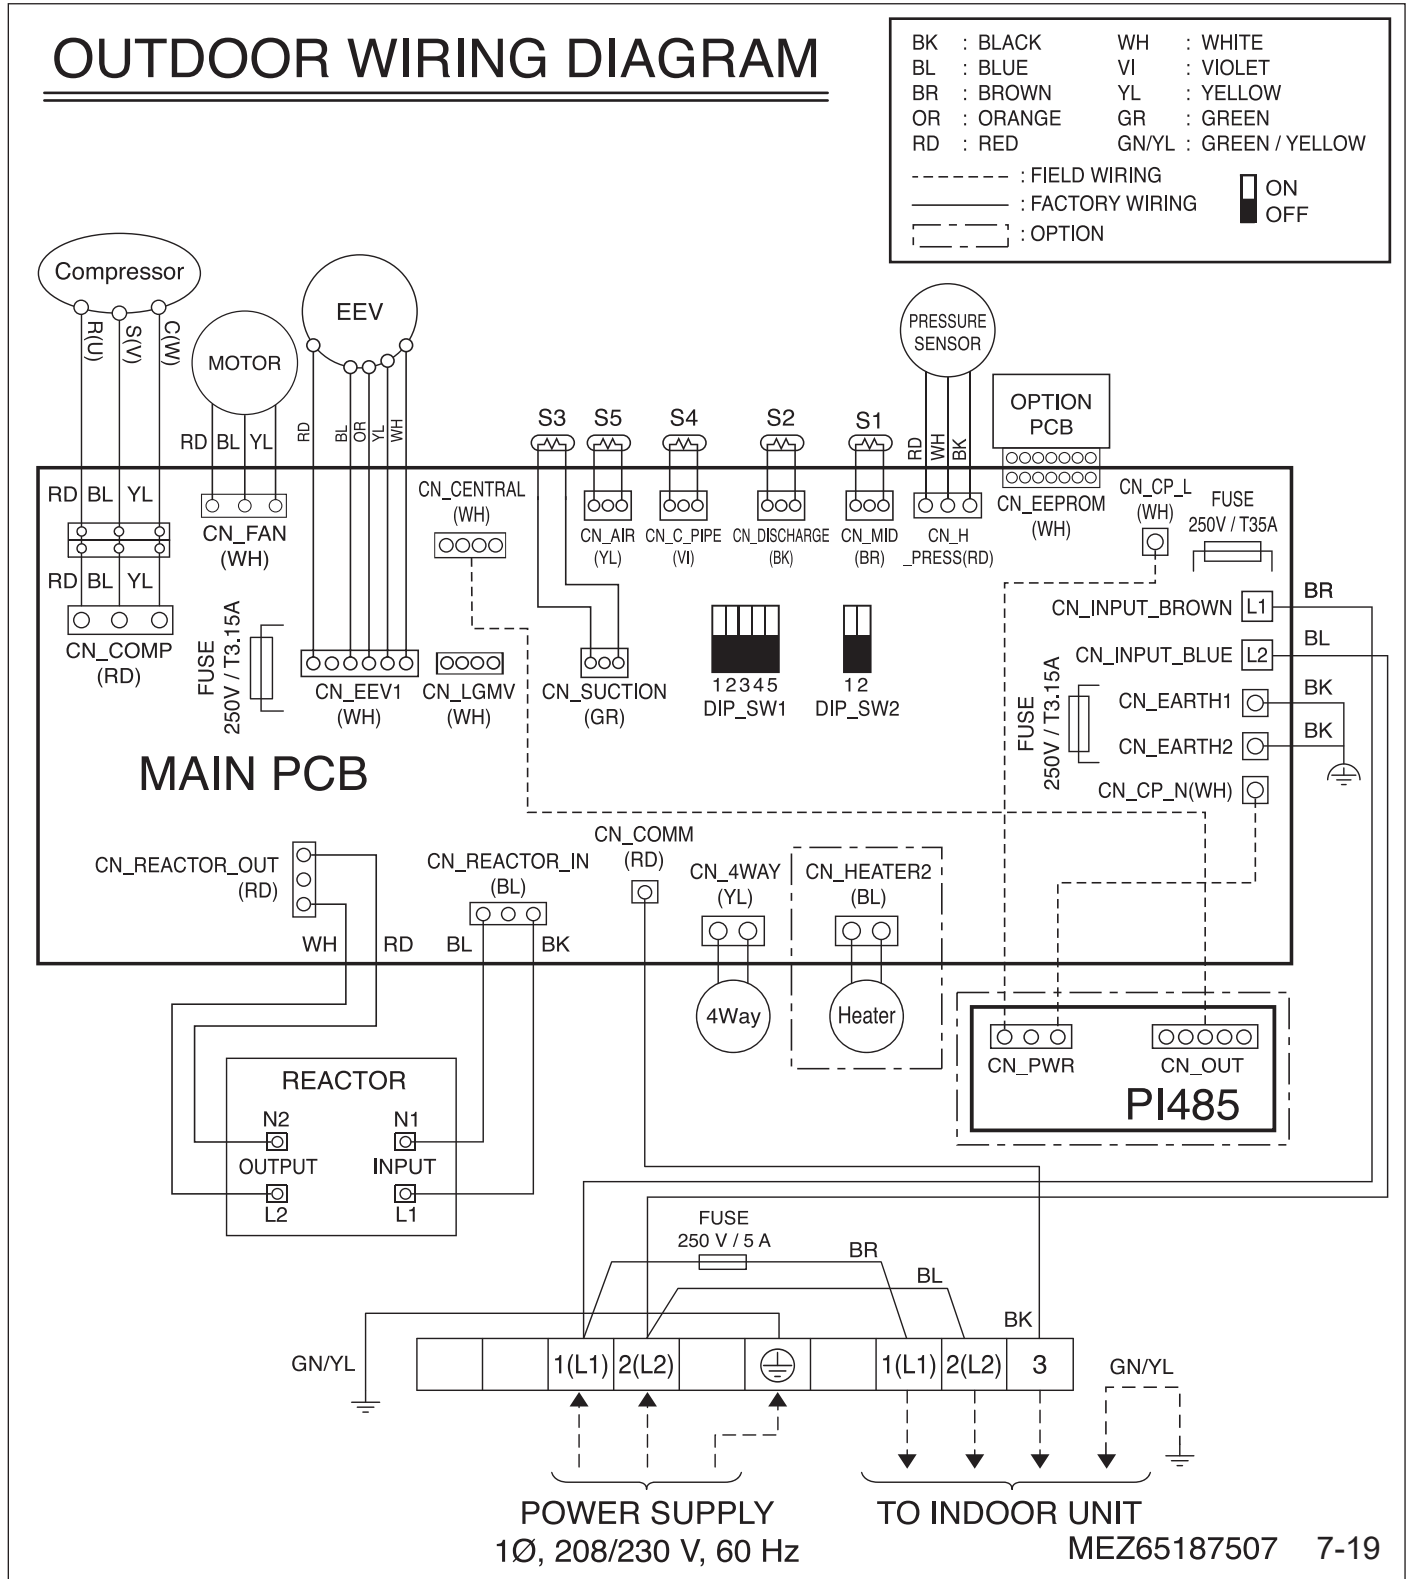 OUTDOOR WIRING DIAGRAM
BK : BLACK WH : WHITE
BL : BLUE VI : VIOLET
BR : BROWN YL : YELLOW
OR : ORANGE GR : GREEN
RD : RED GN/YL : GREEN / YELLOW
: FIELD WIRING
: FACTORY WIRING
: OPTION
ON
OFF
Compressor
R(U)
S(V)
C(W)
MOTOR
EEV
PRESSURE
SENSOR
OPTION
PCB
S3 S5 S4 S2 S1
RD BL YL
RD
BL
OR
YL
WH
RD
WH
BK
RD BL YL
RD BL YL
CN_COMP
(RD)
CN_FAN
(WH)
CN_CENTRAL
(WH)
CN_AIR
(YL)
CN_C_PIPE
(VI)
CN_DISCHARGE
(BK)
CN_MID
(BR)
CN_H
_PRESS(RD)
CN_EEPROM
(WH)
CN_CP_L
(WH)
FUSE
250V / T35A
FUSE
250V / T3.15A
CN_EEV1
(WH)
CN_LGMV
(WH)
CN_SUCTION
(GR)
12345
DIP_SW1
12
DIP_SW2
FUSE
250V / T3.15A
CN_INPUT_BROWN L1
BR
CN_INPUT_BLUE L2
BL
CN_EARTH1
BK
CN_EARTH2
BK
CN_CP_N(WH)
MAIN PCB
CN_REACTOR_OUT
(RD)
CN_REACTOR_IN
(BL)
CN_COMM
(RD)
CN_4WAY
(YL)
CN_HEATER2
(BL)
WH RD BL BK
4Way
Heater
CN_PWR CN_OUT
PI485
REACTOR
N2 N1
OUTPUT INPUT
L2 L1
FUSE
250 V / 5 A
BR
BL
BK
GN/YL
1(L1) 2(L2) 1(L1) 2(L2) 3
GN/YL
POWER SUPPLY
1Ø, 208/230 V, 60 Hz
TO INDOOR UNIT
MEZ65187507 7-19